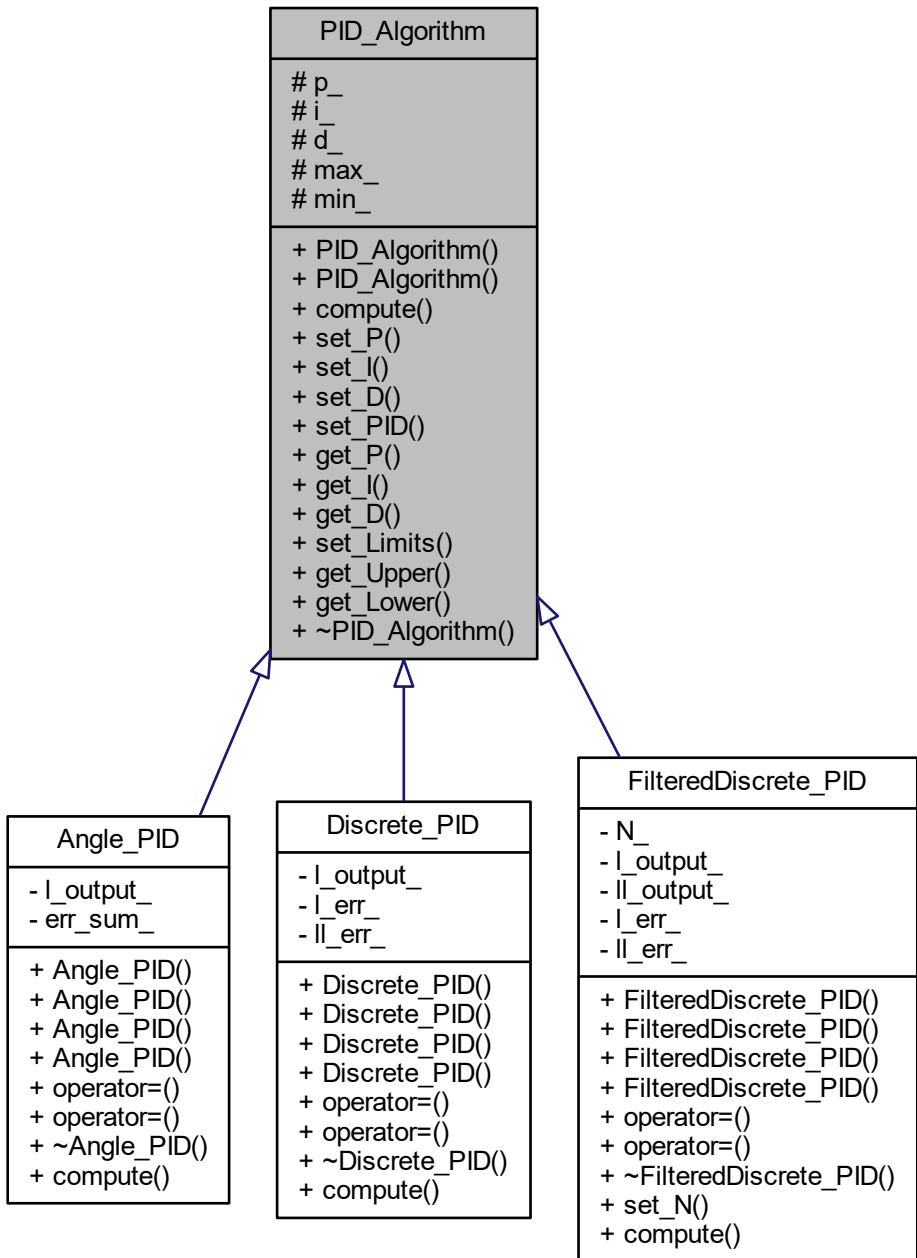 PID_Algorithm
# p_
# i_
# d_
# max_
# min_
+ PID_Algorithm()
+ PID_Algorithm()
+ compute()
+ set_P()
+ set_I()
+ set_D()
+ set_PID()
+ get_P()
+ get_I()
+ get_D()
+ set_Limits()
+ get_Upper()
+ get_Lower()
+ ~PID_Algorithm()
Angle_PID
- l_output_
- err_sum_
+ Angle_PID()
+ Angle_PID()
+ Angle_PID()
+ Angle_PID()
+ operator=()
+ operator=()
+ ~Angle_PID()
+ compute()
Discrete_PID
- l_output_
- l_err_
- ll_err_
+ Discrete_PID()
+ Discrete_PID()
+ Discrete_PID()
+ Discrete_PID()
+ operator=()
+ operator=()
+ ~Discrete_PID()
+ compute()
FilteredDiscrete_PID
- N_
- l_output_
- ll_output_
- l_err_
- ll_err_
+ FilteredDiscrete_PID()
+ FilteredDiscrete_PID()
+ FilteredDiscrete_PID()
+ FilteredDiscrete_PID()
+ operator=()
+ operator=()
+ ~FilteredDiscrete_PID()
+ set_N()
+ compute()